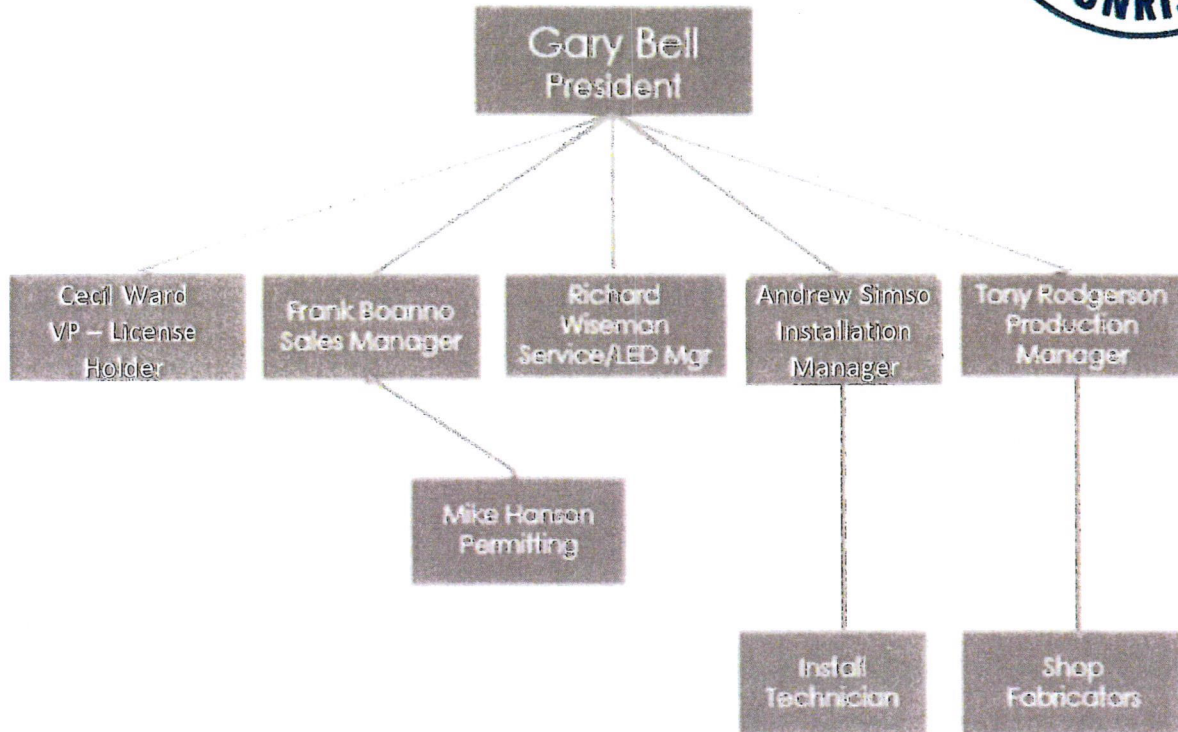 Gary Bell
President
Cecil Ward
VP – License
Holder
Frank Boanno
Sales Manager
Richard
Wiseman
Service/LED Mgr
Andrew Simso
Installation
Manager
Tony Rodgerson
Production
Manager
Mike Hanson
Permitting
Install
Technician
Shop
Fabricators